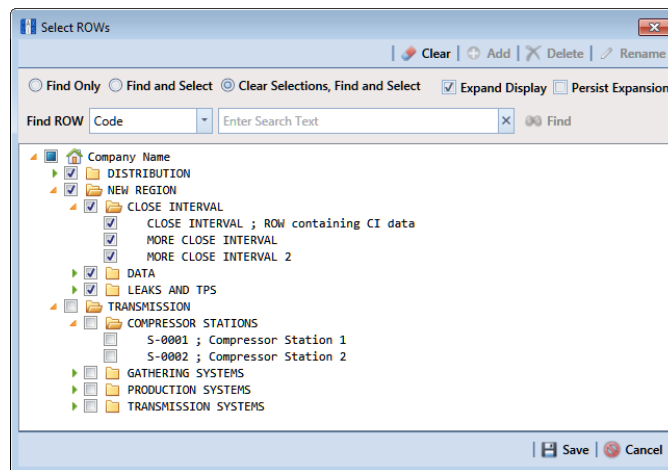 Select ROWs
Clear Add Delete Rename
Find Only Find and Select Clear Selections, Find and Select Expand Display Persist Expansion
Find ROW Code Enter Search Text Find
Company Name
DISTRIBUTION
NEW REGION
CLOSE INTERVAL
CLOSE INTERVAL ; ROW containing CI data
MORE CLOSE INTERVAL
MORE CLOSE INTERVAL 2
DATA
LEAKS AND TPS
TRANSMISSION
COMPRESSOR STATIONS
S-0001 ; Compressor Station 1
S-0002 ; Compressor Station 2
GATHERING SYSTEMS
PRODUCTION SYSTEMS
TRANSMISSION SYSTEMS
Save Cancel